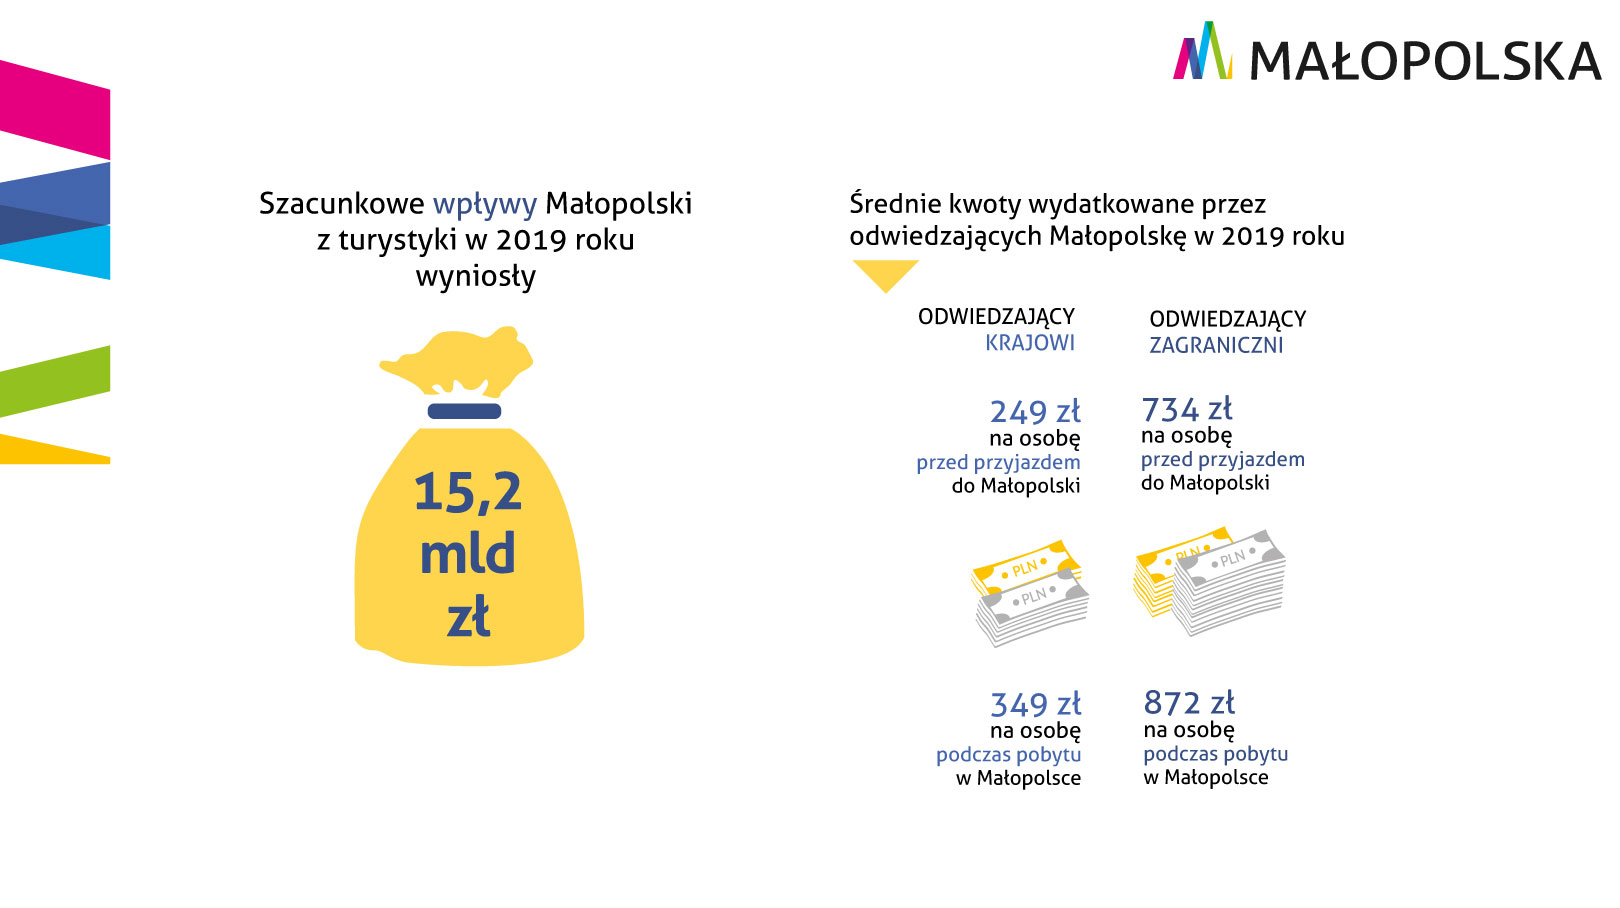 MAŁOPOLSKA
Szacunkowe wpływy Małopolski
z turystyki w 2019 roku
wyniosły
15,2
mld
zł
Średnie kwoty wydatkowane przez
odwiedzających Małopolskę w 2019 roku
ODWIEDZAJĄCY
KRAJOWI
249 zł
na osobę
przed przyjazdem
do Małopolski
PLN
PLN
349 zł
na osobę
podczas pobytu
w Małopolsce
ODWIEDZAJĄCY
ZAGRANICZNI
734 zł
na osobę
przed przyjazdem
do Małopolski
PLN
PLN
872 zł
na osobę
podczas pobytu
w Małopolsce